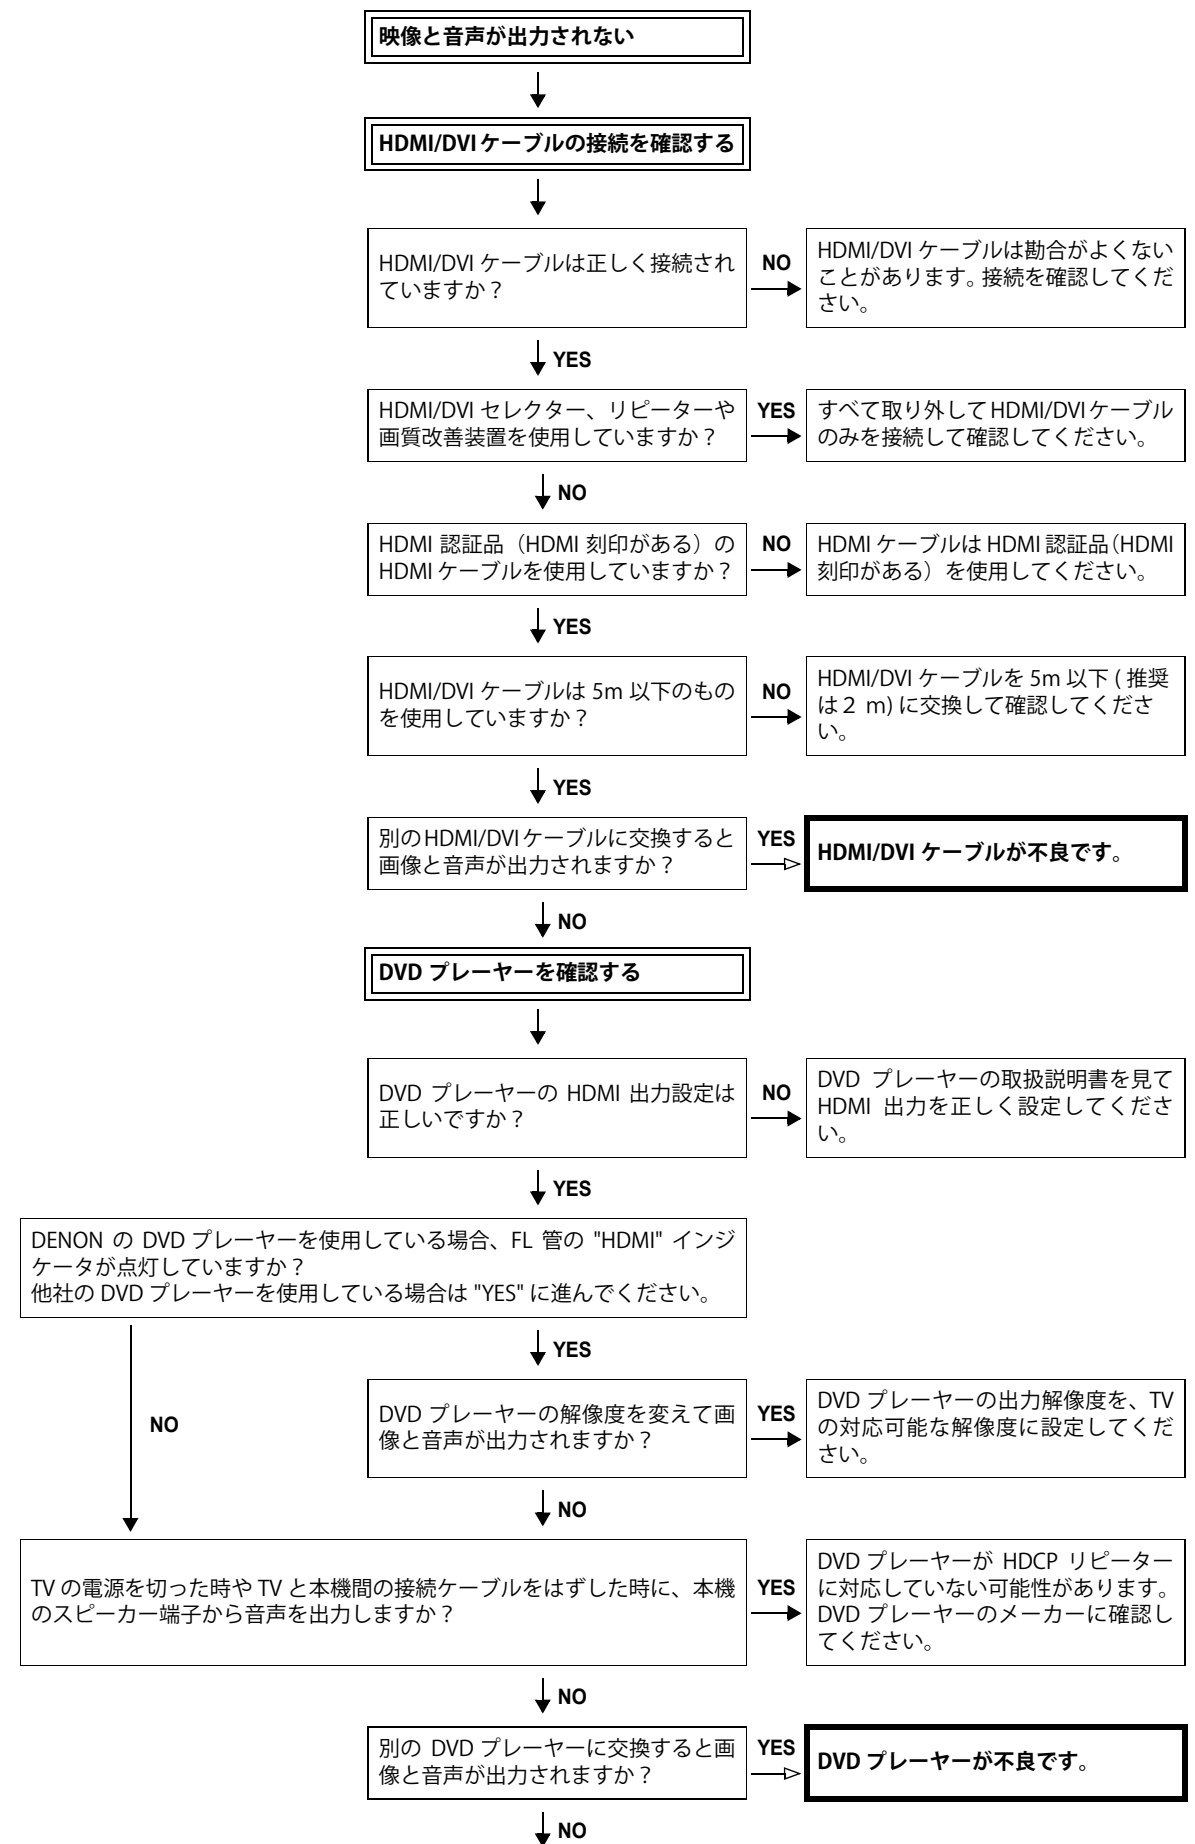 映像と音声が出力されない
HDMI/DVIケーブルの接続を確認する
HDMI/DVI ケーブルは正しく接続され
ていますか？
NO
HDMI/DVI ケーブルは勘合がよくない
ことがあります。接続を確認してくだ
さい。
YES
HDMI/DVI セレクター、リピーターや
画質改善装置を使用していますか？
YES
すべて取り外してHDMI/DVIケーブル
のみを接続して確認してください。
NO
HDMI 認証品（HDMI 刻印がある）の
HDMI ケーブルを使用していますか？
NO
HDMI ケーブルは HDMI 認証品（HDMI
刻印がある）を使用してください。
YES
HDMI/DVI ケーブルは 5m 以下のもの
を使用していますか？
NO
HDMI/DVI ケーブルを 5m 以下 ( 推奨
は２ m) に交換して確認してくださ
い。
YES
別のHDMI/DVIケーブルに交換すると
画像と音声が出力されますか？
YES
HDMI/DVI ケーブルが不良です。
NO
DVD プレーヤーを確認する
DVD プレーヤーの HDMI 出力設定は
正しいですか？
NO
DVD プレーヤーの取扱説明書を見て
HDMI 出力を正しく設定してくださ
い。
YES
DENON の DVD プレーヤーを使用している場合、FL 管の "HDMI" インジ
ケータが点灯していますか？
他社の DVD プレーヤーを使用している場合は "YES" に進んでください。
YES
NO
DVD プレーヤーの解像度を変えて画
像と音声が出力されますか？
YES
DVD プレーヤーの出力解像度を、TV
の対応可能な解像度に設定してくだ
さい。
NO
TV の電源を切った時や TV と本機間の接続ケーブルをはずした時に、本機
のスピーカー端子から音声を出力しますか？
YES
DVD プレーヤーが HDCP リピーター
に対応していない可能性があります。
DVD プレーヤーのメーカーに確認し
てください。
NO
別の DVD プレーヤーに交換すると画
像と音声が出力されますか？
YES
DVD プレーヤーが不良です。
NO